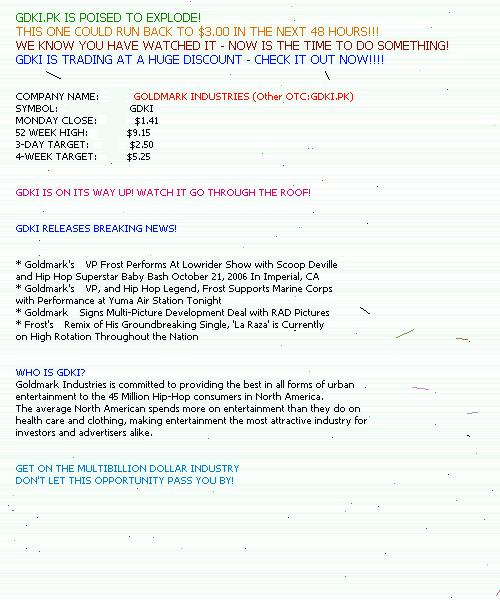 GDKI.PK IS POISED TO EXPLODE!
THIS ONE COULD RUN BACK TO $3.00 IN THE NEXT 48 HOURS!!!
WE KNOW YOU HAVE WATCHED IT - NOW IS THE TIME TO DO SOMETHING!
GDKI IS TRADING AT A HUGE DISCOUNT - CHECK IT OUT NOW!!!!
COMPANY NAME: GOLDMARK INDUSTRIES (Other OTC:GDKI.PK)
SYMBOL: GDKI
MONDAY CLOSE: $1.41
52 WEEK HIGH: $9.15
3-DAY TARGET: $2.50
4-WEEK TARGET: $5.25
GDKI IS ON ITS WAY UP! WATCH IT GO THROUGH THE ROOF!
GDKI RELEASES BREAKING NEWS!
* Goldmark's VP Frost Performs At Lowrider Show with Scoop Deville
and Hip Hop Superstar Baby Bash October 21, 2006 In Imperial, CA
* Goldmark's VP, and Hip Hop Legend, Frost Supports Marine Corps
with Performance at Yuma Air Station Tonight
* Goldmark Signs Multi-Picture Development Deal with RAD Pictures
* Frost's Remix of His Groundbreaking Single, 'La Raza' is Currently
on High Rotation Throughout the Nation
WHO IS GDKI?
Goldmark Industries is committed to providing the best in all forms of urban
entertainment to the 45 Million Hip-Hop consumers in North America.
The average North American spends more on entertainment than they do on
health care and clothing, making entertainment the most attractive industry for
investors and advertisers alike.
GET ON THE MULTIBILLION DOLLAR INDUSTRY
DON'T LET THIS OPPORTUNITY PASS YOU BY!